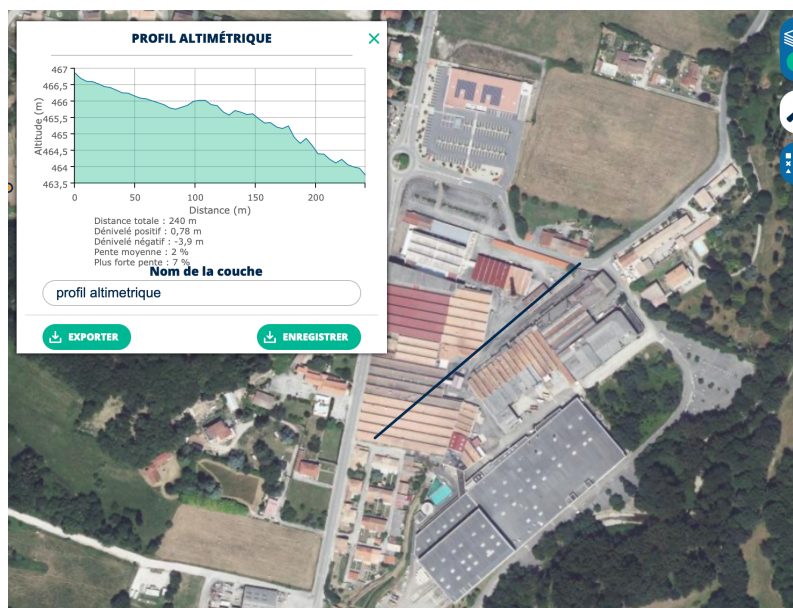 PROFIL ALTIMÉTRIQUE
467
466,5
466
465,5
465
464,5
464
463,5
Altitude (m)
0 50 100 150 200
Distance (m)
Distance totale : 240 m
Dénivelé positif : 0,78 m
Dénivelé négatif : -3,9 m
Pente moyenne : 2 %
Plus forte pente : 7 %
Nom de la couche
profil altimetrique
EXPORTER ENREGISTRER